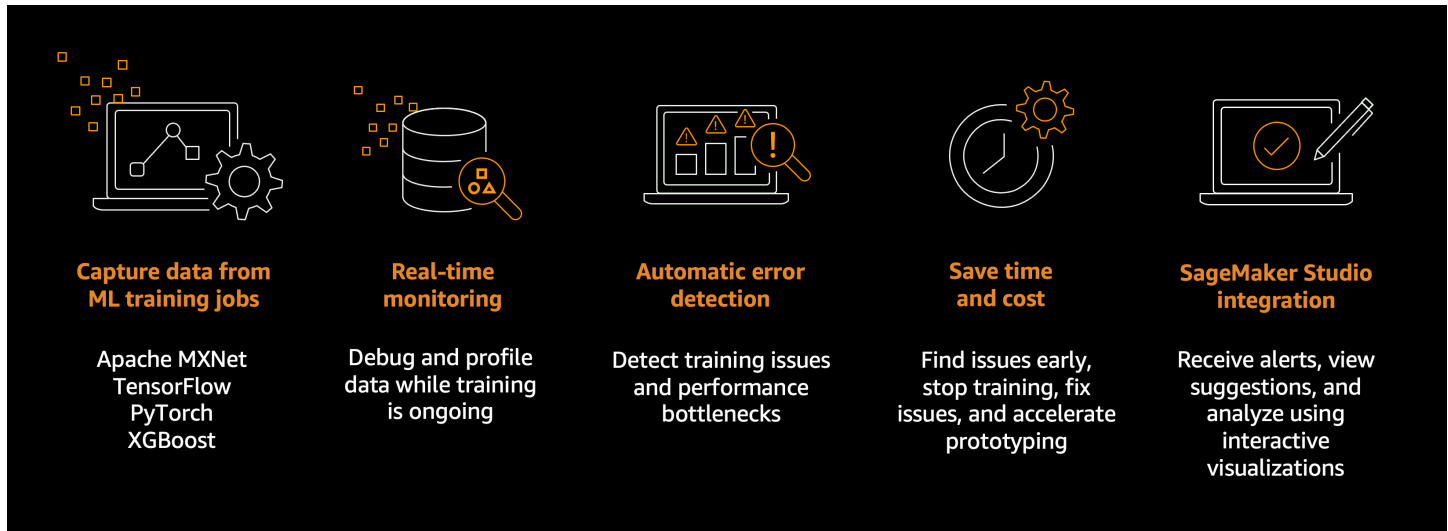 Capture data from
ML training jobs
Apache MXNet
TensorFlow
PyTorch
XGBoost
Real-time
monitoring
Debug and profile
data while training
is ongoing
Automatic error
detection
Detect training issues
and performance
bottlenecks
Save time
and cost
Find issues early,
stop training, fix
issues, and accelerate
prototyping
SageMaker Studio
integration
Receive alerts, view
suggestions, and
analyze using
interactive
visualizations